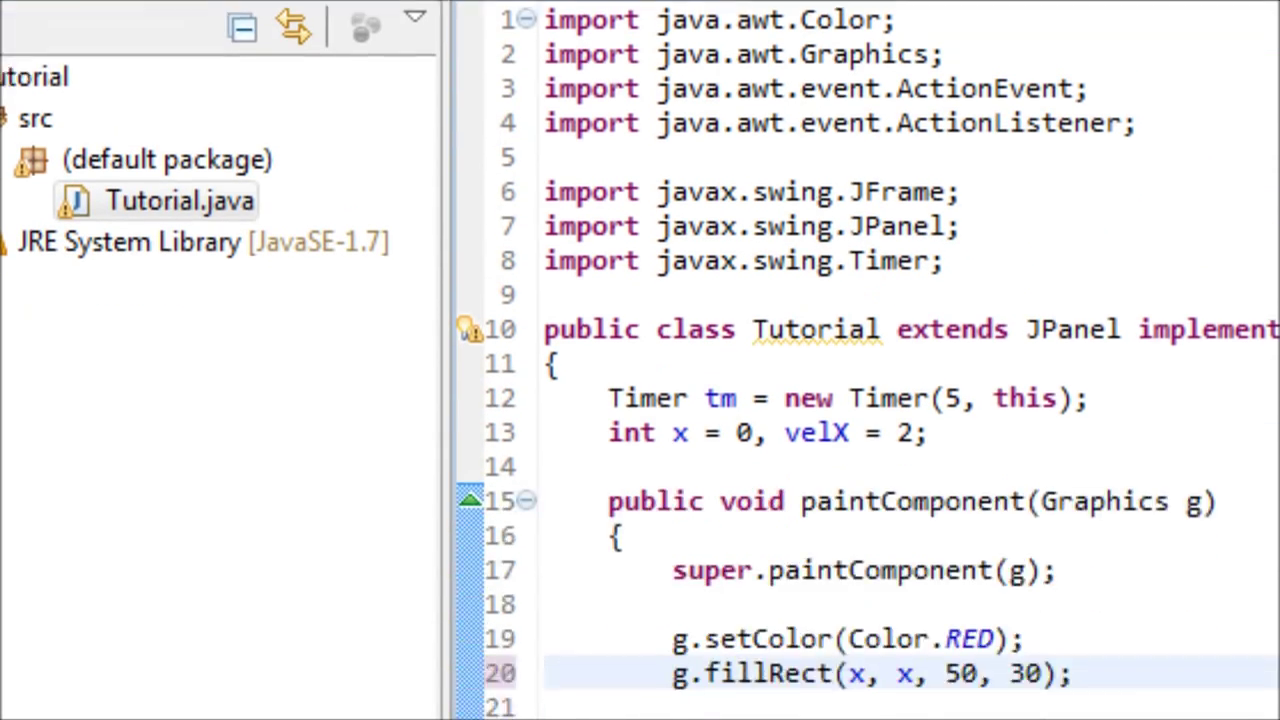 utorial
src
(default package)
Tutorial.java
JRE System Library [JavaSE-1.7]
1 import java.awt.Color;
2 import java.awt.Graphics;
3 import java.awt.event.ActionEvent;
4 import java.awt.event.ActionListener;
5
6 import javax.swing.JFrame;
7 import javax.swing.JPanel;
8 import javax.swing.Timer;
9
10 public class Tutorial extends JPanel implement
11 {
12 Timer tm = new Timer(5, this);
13 int x = 0, velX = 2;
14
15 public void paintComponent(Graphics g)
16 {
17 super.paintComponent(g);
18
19 g.setColor(Color.RED);
20 g.fillRect(x, x, 50, 30);
21